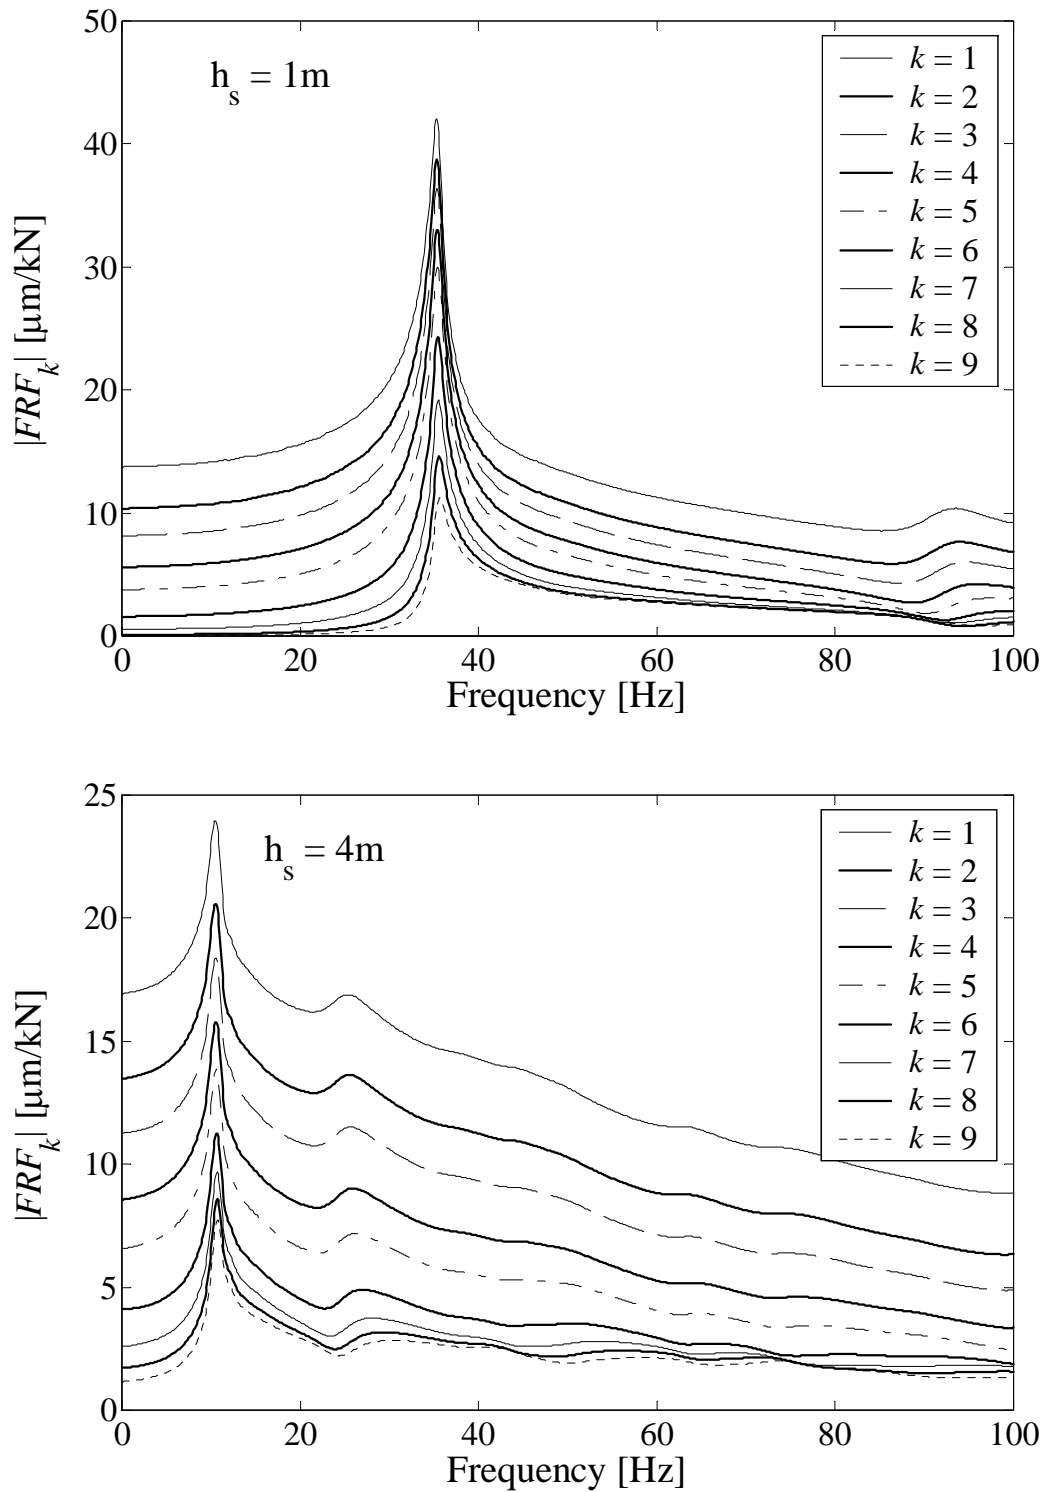 50
40
30
20
10
0
|FRF_k| [μm/kN]
h_s = 1m
k = 1
k = 2
k = 3
k = 4
k = 5
k = 6
k = 7
k = 8
k = 9
0 20 40 60 80 100
Frequency [Hz]
25
20
15
10
5
0
|FRF_k| [μm/kN]
h_s = 4m
k = 1
k = 2
k = 3
k = 4
k = 5
k = 6
k = 7
k = 8
k = 9
0 20 40 60 80 100
Frequency [Hz]